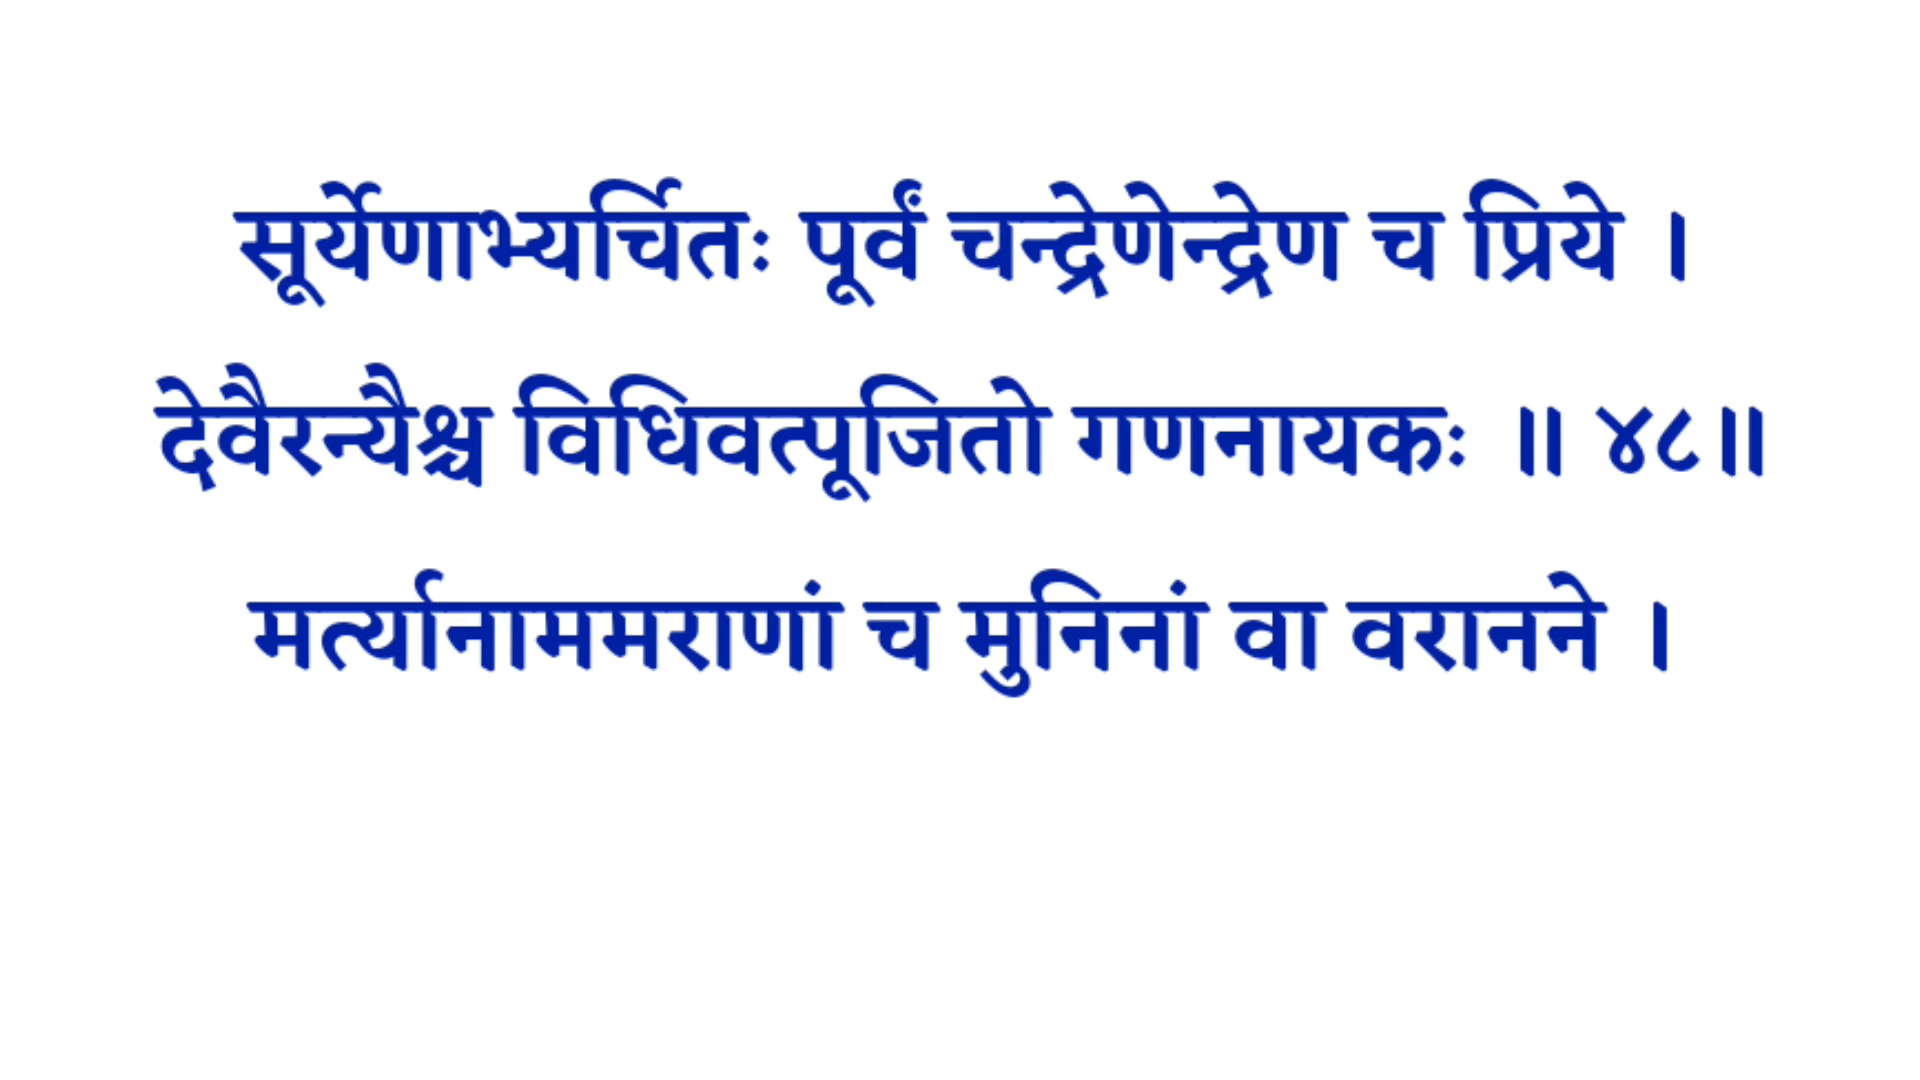 सूर्येणाभ्यर्चितः पूर्वं चन्द्रेणेन्द्रेण च प्रिये ।
देवैरन्यैश्च विधिवत्पूजितो गणनायकः ॥ ४८॥
मर्त्यानाममराणां च मुनिनां वा वरानने ।